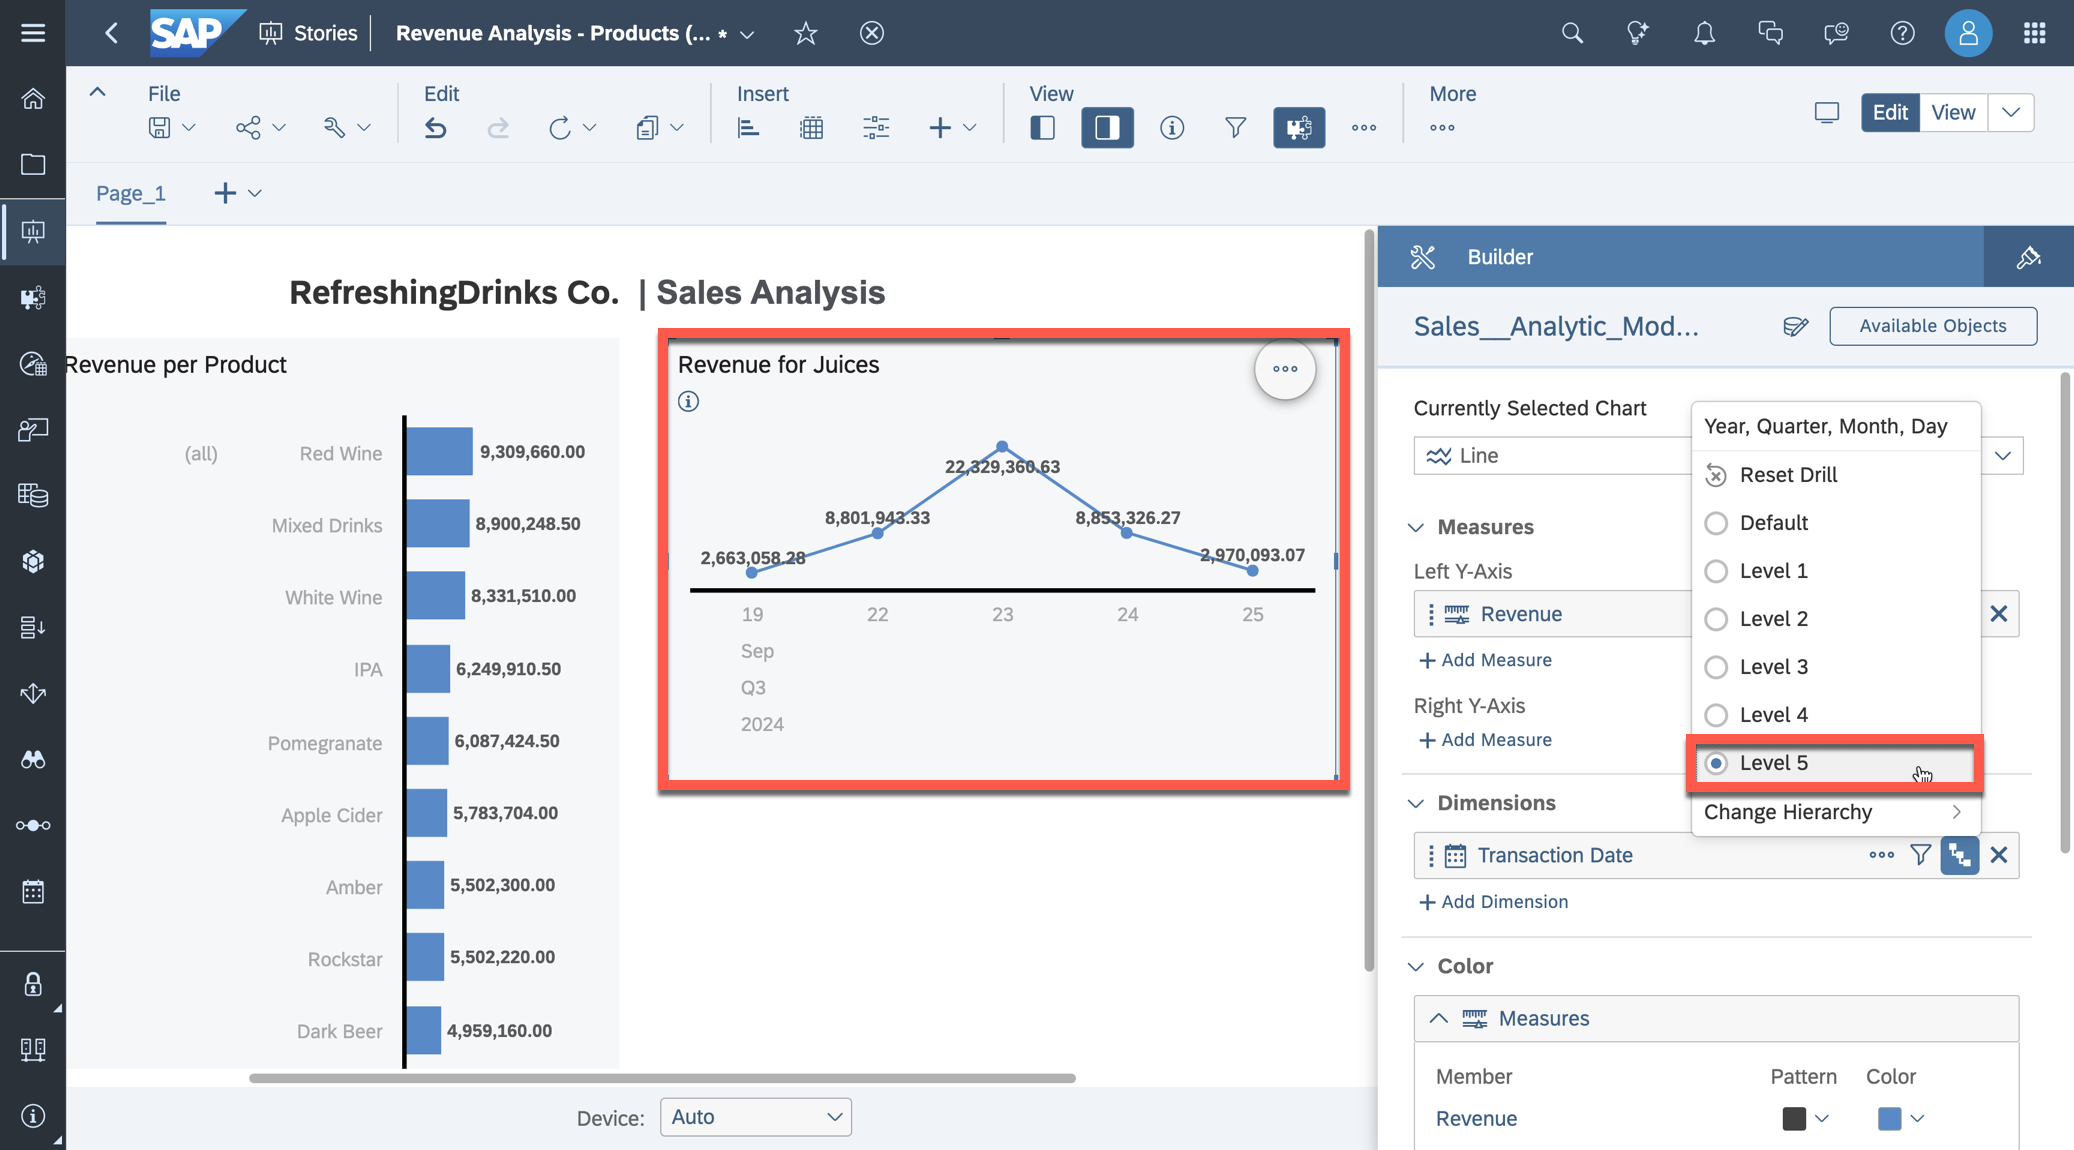 SAP
Stories
Revenue Analysis - Products (... *
File
Edit
Insert
View
More
Edit
View
Page_1
RefreshingDrinks Co. | Sales Analysis
Revenue per Product
(all)
Red Wine
9,309,660.00
Mixed Drinks
8,900,248.50
White Wine
8,331,510.00
IPA
6,249,910.50
Pomegranate
6,087,424.50
Apple Cider
5,783,704.00
Amber
5,502,300.00
Rockstar
5,502,220.00
Dark Beer
4,959,160.00
Revenue for Juices
22,329,360.63
8,801,943.33
8,853,326.27
2,663,058.28
2,970,093.07
19
22
23
24
25
Sep
Q3
2024
Device:
Auto
Builder
Sales__Analytic_Mod...
Available Objects
Currently Selected Chart
Line
Measures
Left Y-Axis
Revenue
+ Add Measure
Right Y-Axis
+ Add Measure
Year, Quarter, Month, Day
Reset Drill
Default
Level 1
Level 2
Level 3
Level 4
Level 5
Change Hierarchy
Dimensions
Transaction Date
+ Add Dimension
Color
Measures
Member
Pattern
Color
Revenue